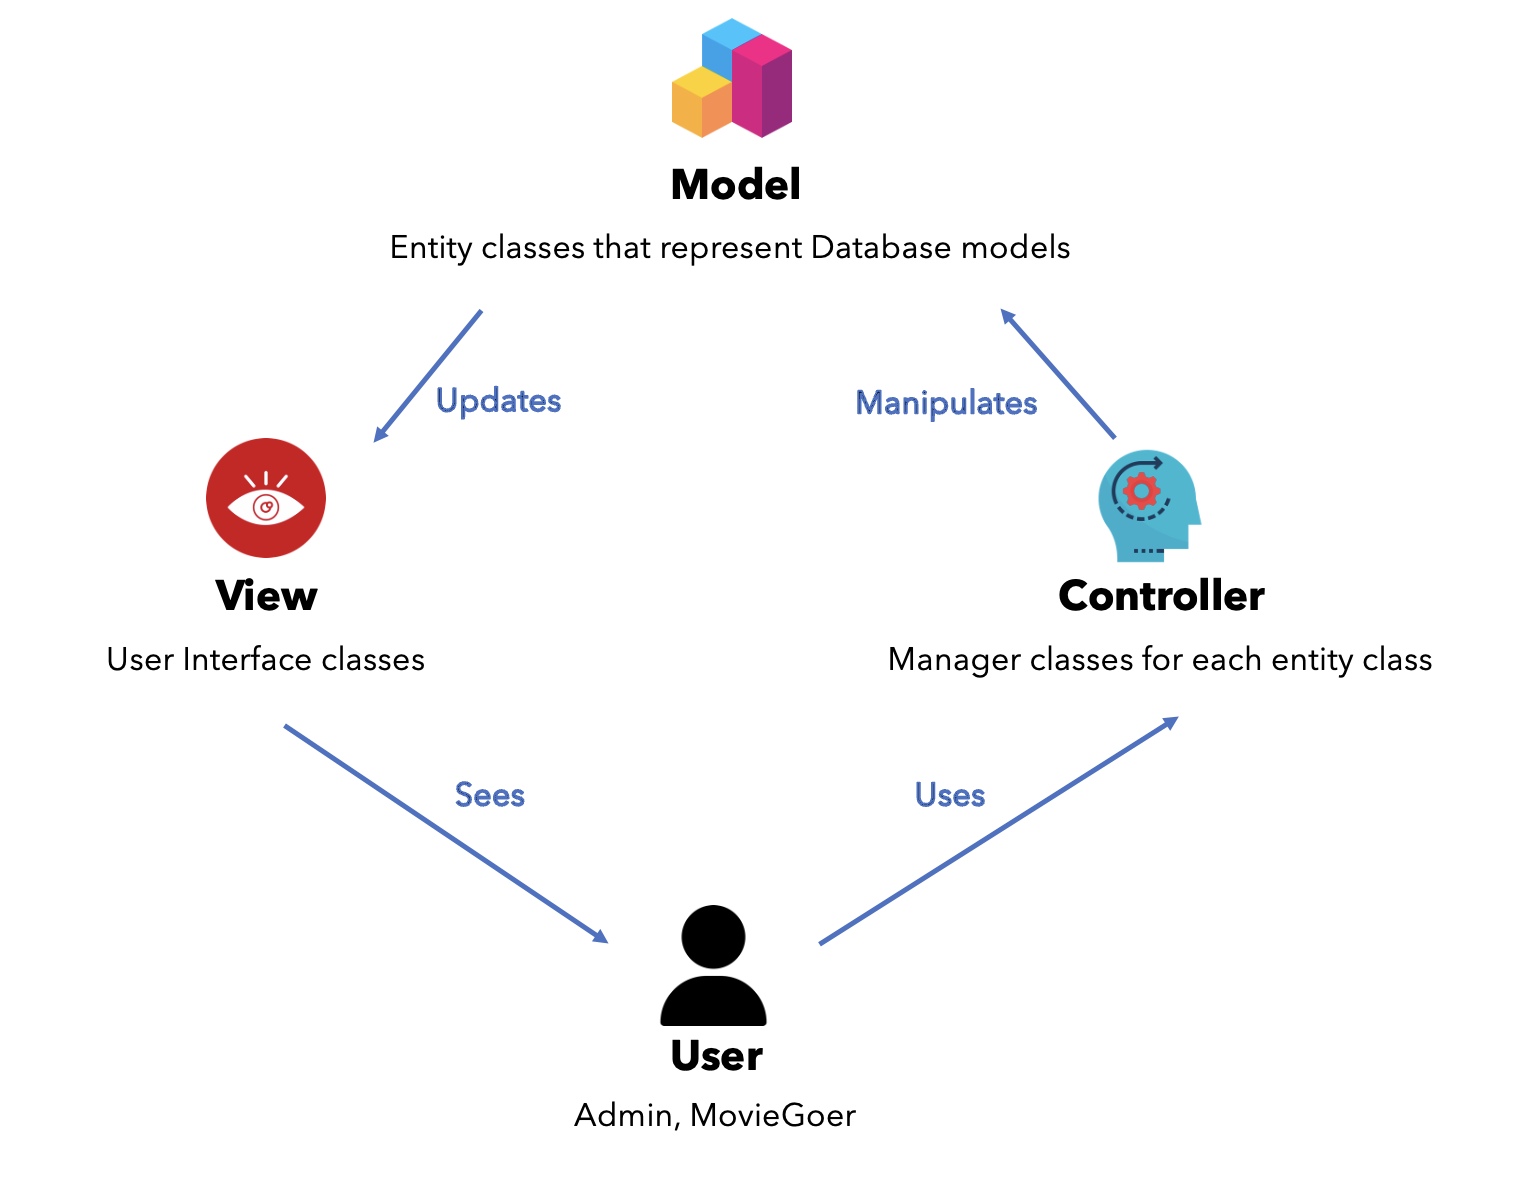 Model
Entity classes that represent Database models
Updates
Manipulates
View
Controller
User Interface classes
Manager classes for each entity class
Sees
Uses
User
Admin, MovieGoer